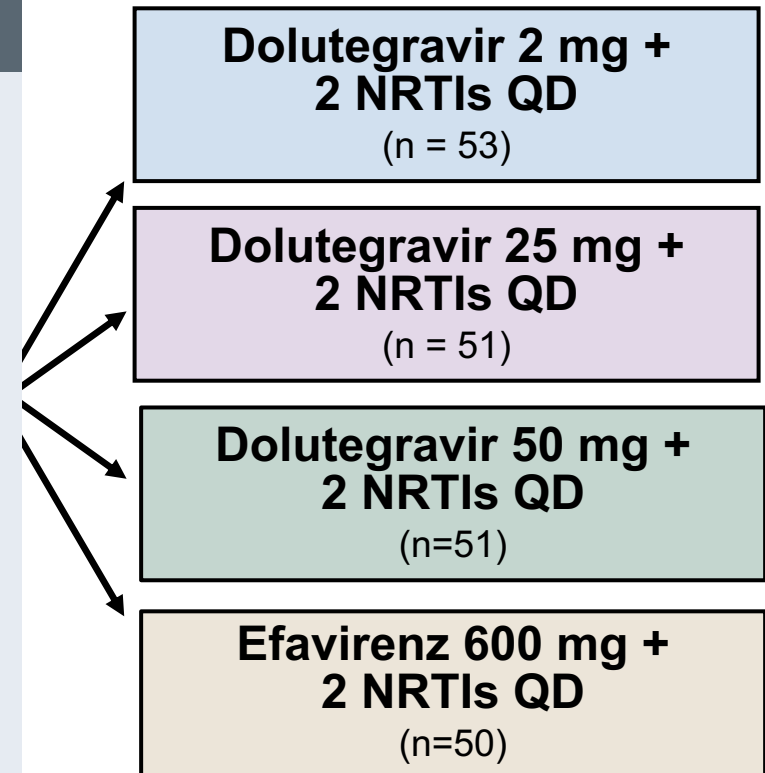 Dolutegravir 2 mg +
2 NRTIs QD
(n = 53)
Dolutegravir 25 mg +
2 NRTIs QD
(n = 51)
Dolutegravir 50 mg +
2 NRTIs QD
(n=51)
Efavirenz 600 mg +
2 NRTIs QD
(n=50)